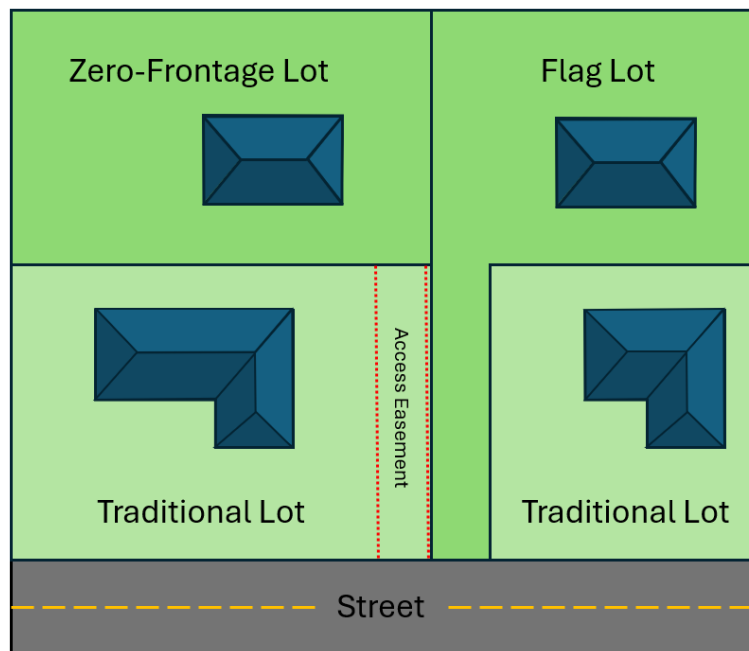 Zero-Frontage Lot
Flag Lot
Access Easement
Traditional Lot
Traditional Lot
Street